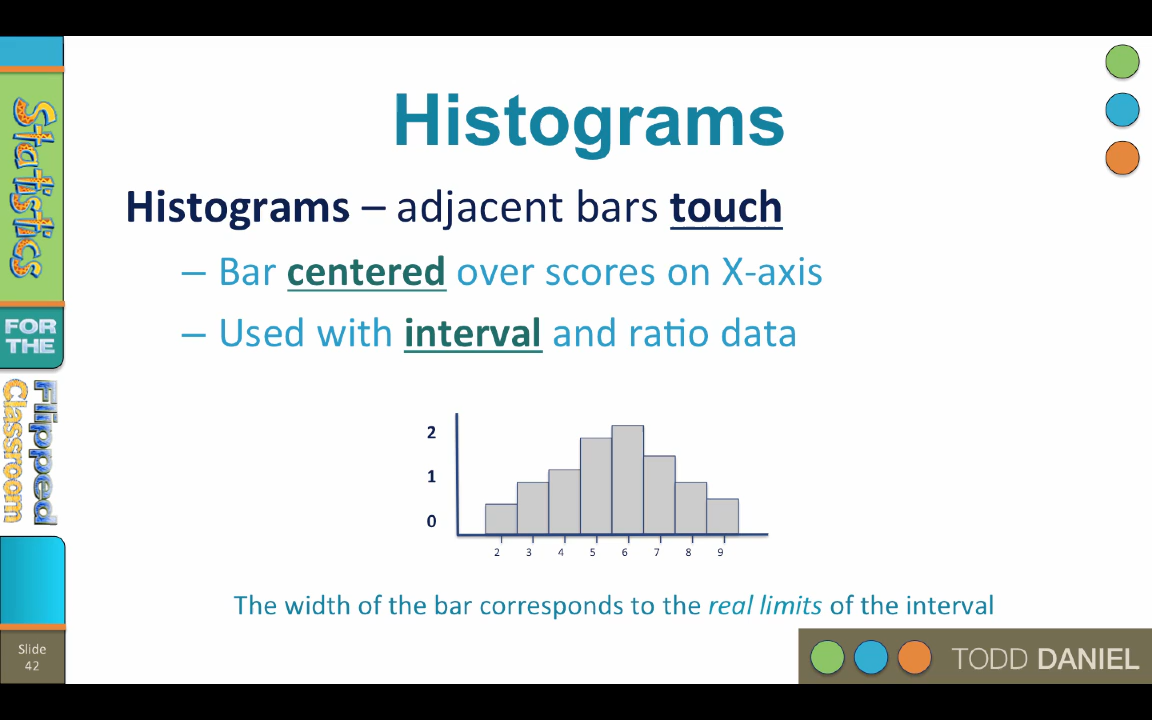 Statistics
FOR
THE
Flipped
Classroom
Histograms
Histograms – adjacent bars touch
– Bar centered over scores on X-axis
– Used with interval and ratio data
2
1
0
2 3 4 5 6 7 8 9
The width of the bar corresponds to the real limits of the interval
Slide
42
TODD DANIEL